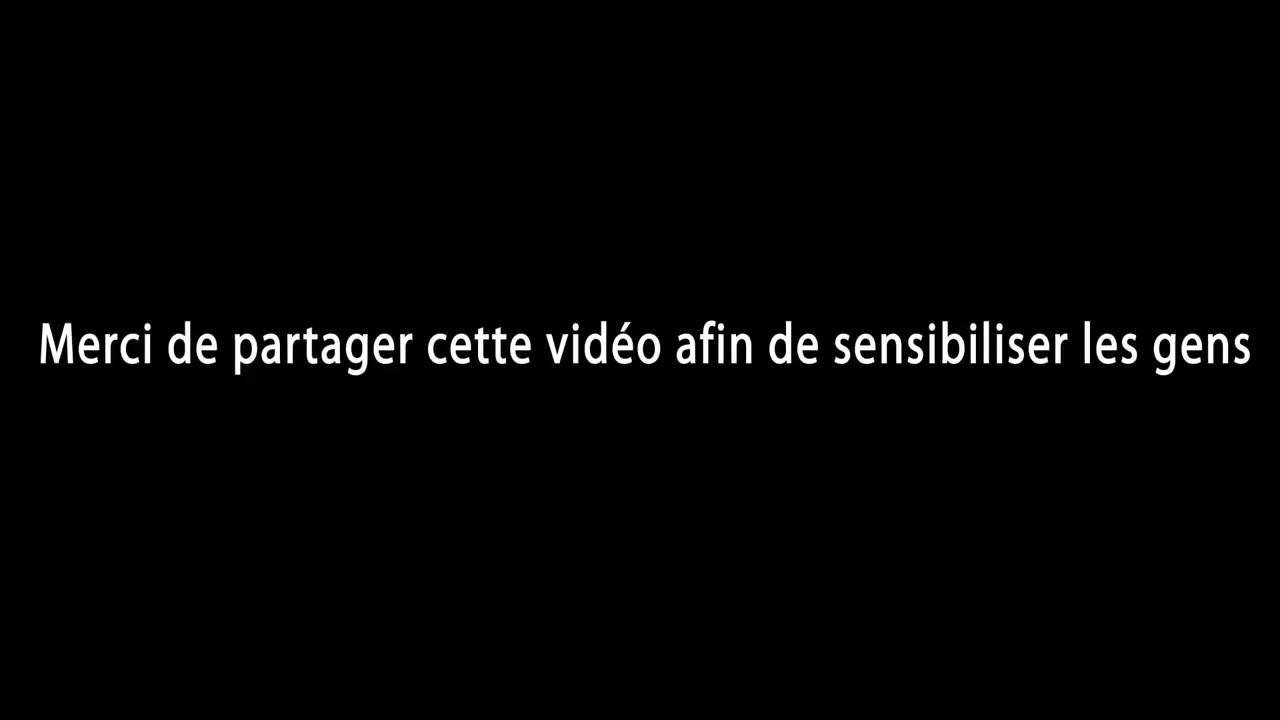 Merci de partager cette vidéo afin de sensibiliser les gens